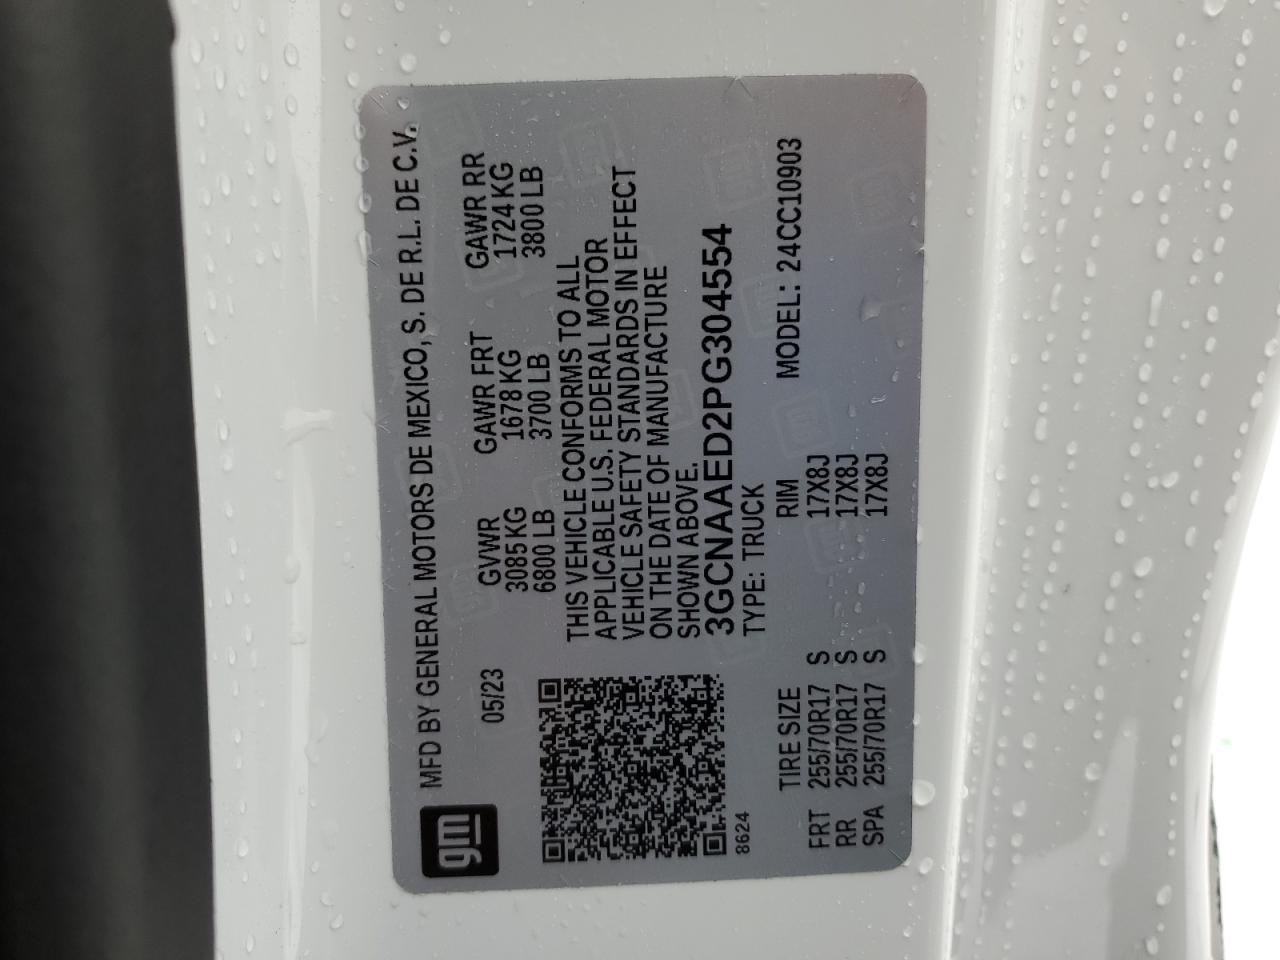 gm
MFD BY GENERAL MOTORS DE MEXICO, S. DE R.L. DE C.V.
05/23
GVWR GAWR FRT GAWR RR
3085 KG 1678 KG 1724 KG
6800 LB 3700 LB 3800 LB
THIS VEHICLE CONFORMS TO ALL
APPLICABLE U.S. FEDERAL MOTOR
VEHICLE SAFETY STANDARDS IN EFFECT
ON THE DATE OF MANUFACTURE
SHOWN ABOVE.
3GCNAAED2PG304554
8624
TYPE: TRUCK
TIRE SIZE RIM MODEL: 24CC10903
FRT 255/70R17 S 17X8J
RR 255/70R17 S 17X8J
SPA 255/70R17 S 17X8J